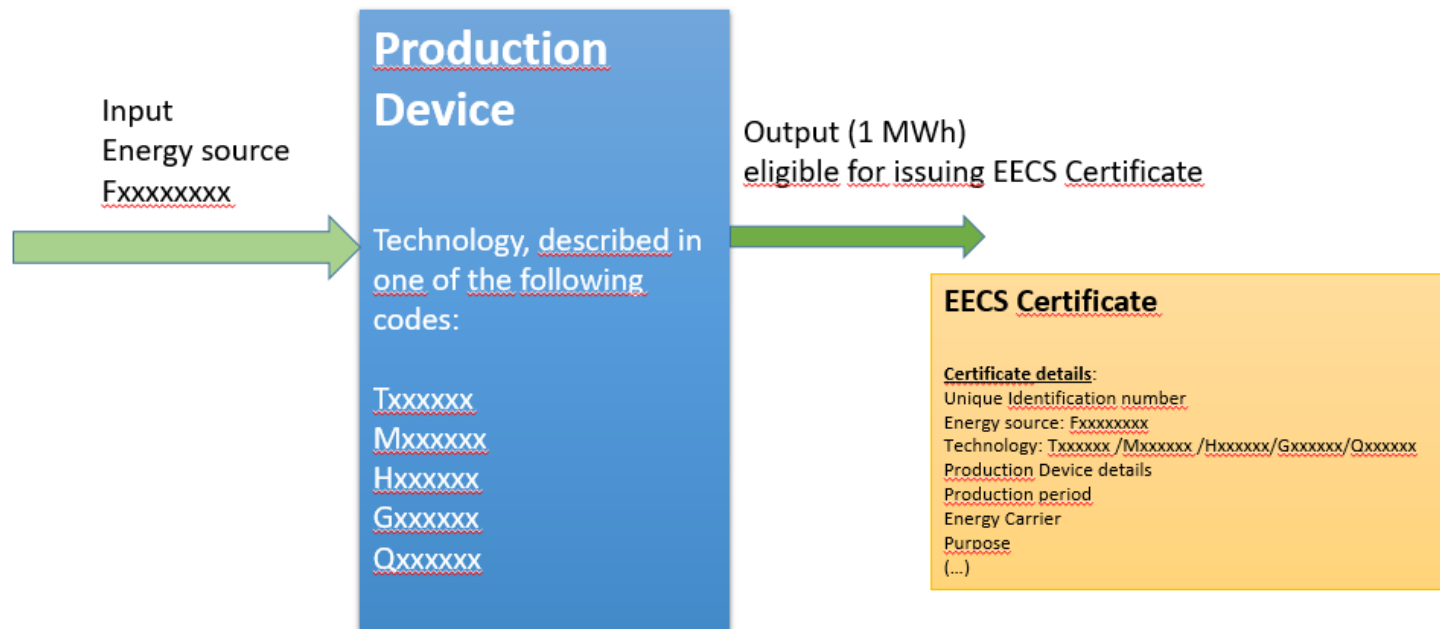 Input
Energy source
Fxxxxxxxx
Production
Device
Technology, described in
one of the following
codes:
Txxxxxx
Mxxxxxx
Hxxxxxx
Gxxxxxx
Qxxxxxx
Output (1 MWh)
eligible for issuing EECS Certificate
EECS Certificate
Certificate details:
Unique Identification number
Energy source: Fxxxxxxxx
Technology: Txxxxxx /Mxxxxxx /Hxxxxxx/Gxxxxxx/Qxxxxxx
Production Device details
Production period
Energy Carrier
Purpose
(...)